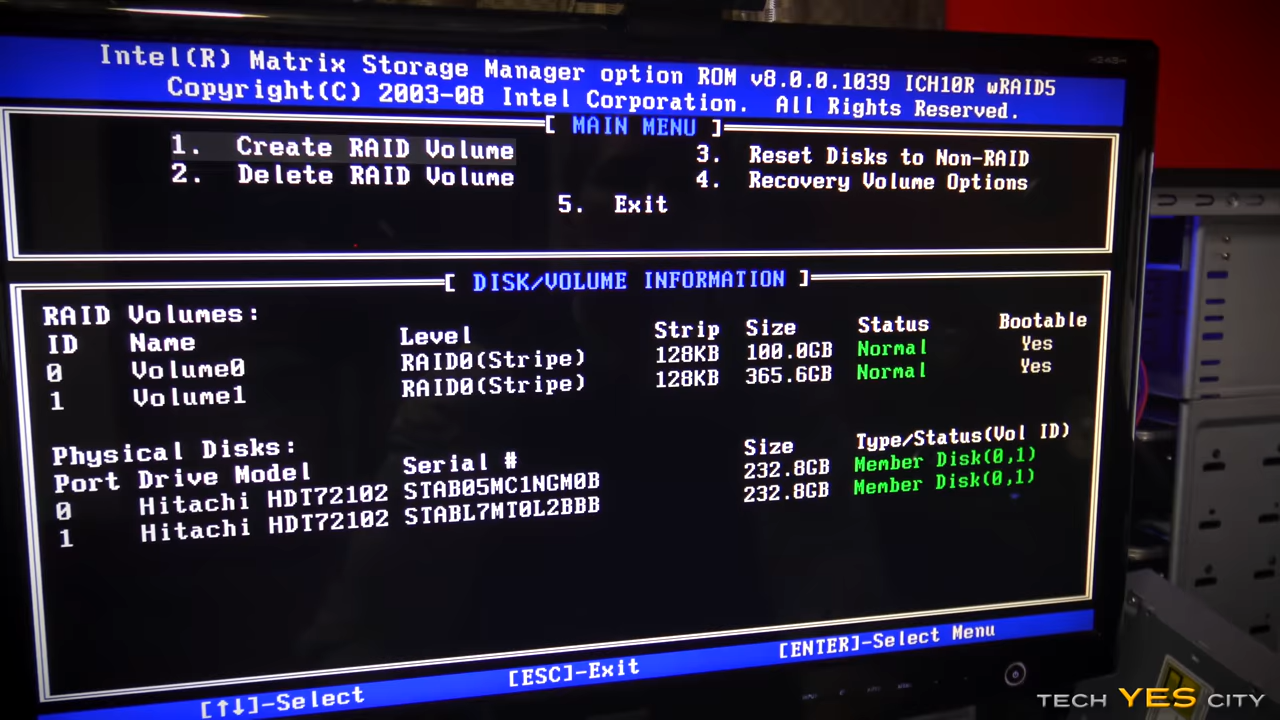 Intel(R) Matrix Storage Manager option ROM v8.0.0.1039 ICH10R wRAID5
Copyright(C) 2003-08 Intel Corporation. All Rights Reserved.
[ MAIN MENU ]
1. Create RAID Volume 3. Reset Disks to Non-RAID
2. Delete RAID Volume 4. Recovery Volume Options
5. Exit
[ DISK/VOLUME INFORMATION ]
RAID Volumes:
ID Name Level Strip Size Status Bootable
0 Volume0 RAID0(Stripe) 128KB 100.0GB Normal Yes
1 Volume1 RAID0(Stripe) 128KB 365.6GB Normal Yes
Physical Disks:
Port Drive Model Serial # Size Type/Status(Vol ID)
0 Hitachi HDT72102 STAB05MC1NGM0B 232.8GB Member Disk(0,1)
1 Hitachi HDT72102 STABL7MT0L2BBB 232.8GB Member Disk(0,1)
[↑↓]-Select [ESC]-Exit [ENTER]-Select Menu
TECH YES CITY